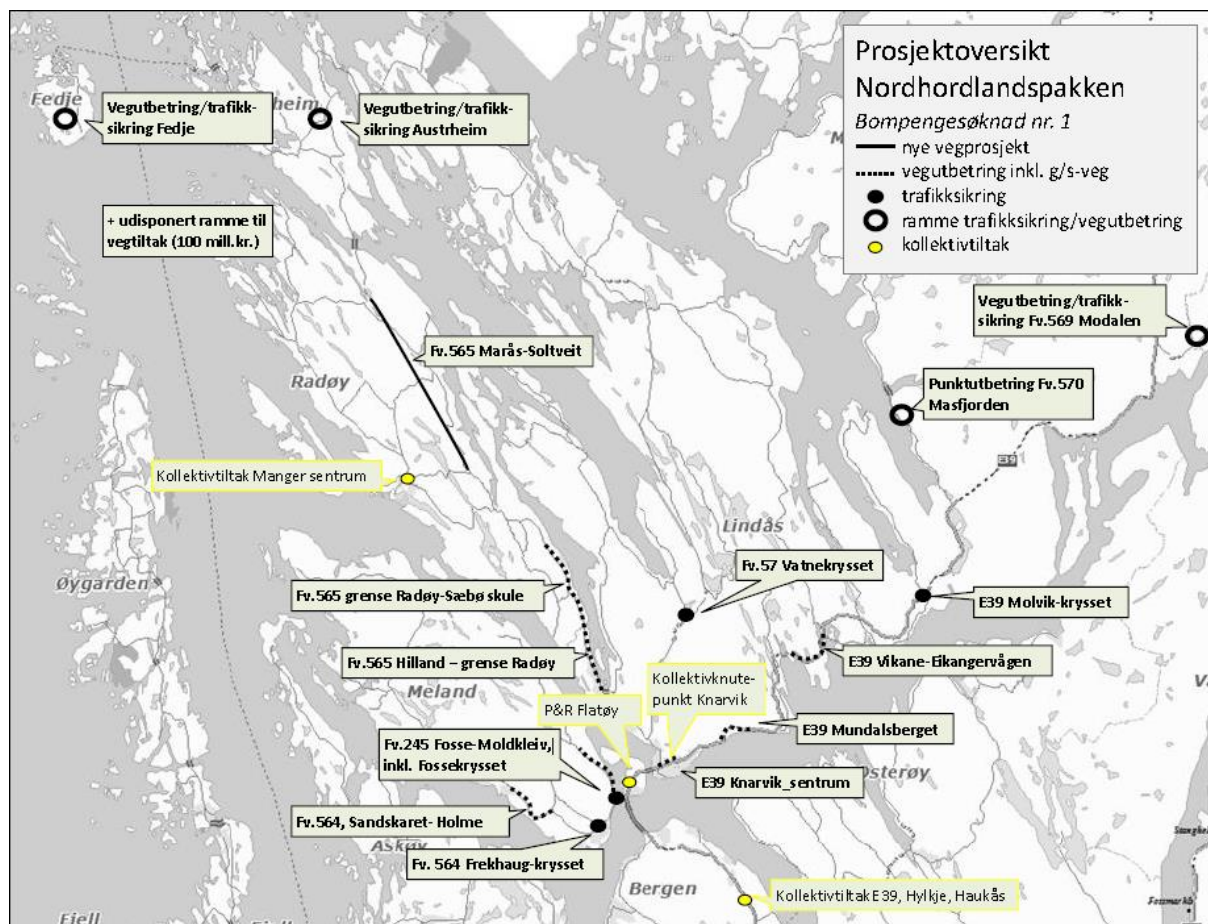 Prosjektoversikt
Nordhordlandspakken
Bompengesøknad nr. 1
nye vegprosjekt
vegutbetring inkl. g/s-veg
trafikksikring
ramme trafikksikring/vegutbetring
kollektivtiltak
Fedje
Vegutbetring/trafikk-
sikring Fedje
heim
Vegutbetring/trafikk-
sikring Austrheim
+ udisponert ramme til
vegtiltak (100 mill.kr.)
Vegutbetring/trafikk-
sikring Fv.569 Modalen
Fv.565 Marås-Soltveit
Radøy
Punktutbetring Fv.570
Masfjorden
E39
Kollektivtiltak Manger sentrum
Lindås
Fv.57 Vatnekrysset
Øygarden
Fv.565 grense Radøy-Sæbø skule
E39 Molvik-krysset
Fv.565 Hilland – grense Radøy
E39 Vikane-Eikangervågen
Meland
Kollektivknute-
punkt Knarvik
P&R Flatøy
E39 Mundalsberget
Fv.245 Fosse-Moldkleiv,
inkl. Fossekrysset
E39 Knarvik_sentrum
Osterøy
Fv.564, Sandskaret- Holme
Askøy
Fv. 564 Frekhaug-krysset
Bergen
Kollektivtiltak E39, Hylkje, Haukås
Fjell